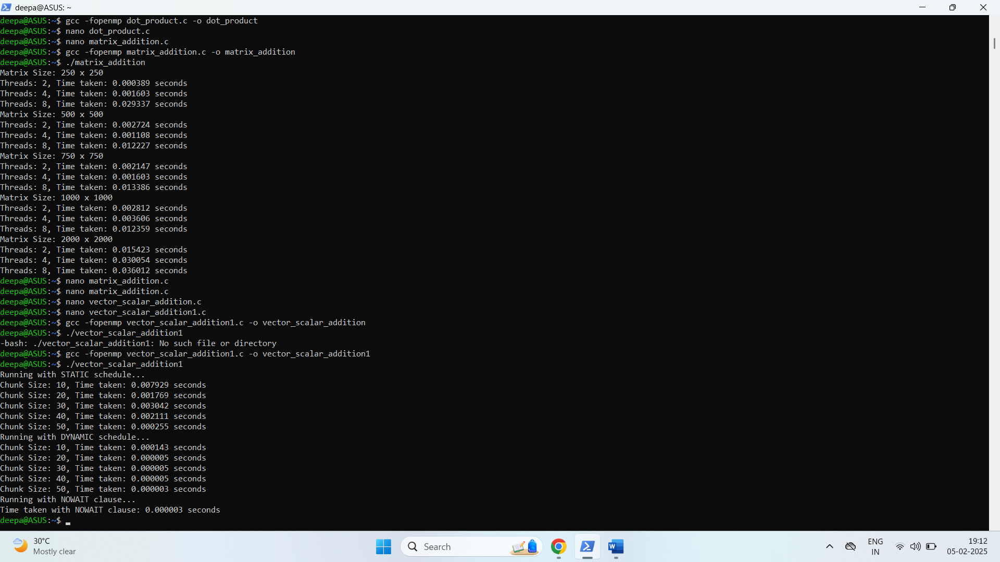 deepa@ASUS: ~
deepa@ASUS:~$ gcc -fopenmp dot_product.c -o dot_product
deepa@ASUS:~$ nano dot_product.c
deepa@ASUS:~$ nano matrix_addition.c
deepa@ASUS:~$ gcc -fopenmp matrix_addition.c -o matrix_addition
deepa@ASUS:~$ ./matrix_addition
Matrix Size: 250 x 250
Threads: 2, Time taken: 0.000389 seconds
Threads: 4, Time taken: 0.001603 seconds
Threads: 8, Time taken: 0.029337 seconds
Matrix Size: 500 x 500
Threads: 2, Time taken: 0.002724 seconds
Threads: 4, Time taken: 0.001108 seconds
Threads: 8, Time taken: 0.012227 seconds
Matrix Size: 750 x 750
Threads: 2, Time taken: 0.002147 seconds
Threads: 4, Time taken: 0.001603 seconds
Threads: 8, Time taken: 0.013386 seconds
Matrix Size: 1000 x 1000
Threads: 2, Time taken: 0.002812 seconds
Threads: 4, Time taken: 0.003606 seconds
Threads: 8, Time taken: 0.012359 seconds
Matrix Size: 2000 x 2000
Threads: 2, Time taken: 0.015423 seconds
Threads: 4, Time taken: 0.030054 seconds
Threads: 8, Time taken: 0.036012 seconds
deepa@ASUS:~$ nano matrix_addition.c
deepa@ASUS:~$ nano matrix_addition.c
deepa@ASUS:~$ nano vector_scalar_addition.c
deepa@ASUS:~$ nano vector_scalar_addition1.c
deepa@ASUS:~$ gcc -fopenmp vector_scalar_addition1.c -o vector_scalar_addition
deepa@ASUS:~$ ./vector_scalar_addition1
-bash: ./vector_scalar_addition1: No such file or directory
deepa@ASUS:~$ gcc -fopenmp vector_scalar_addition1.c -o vector_scalar_addition1
deepa@ASUS:~$ ./vector_scalar_addition1
Running with STATIC schedule...
Chunk Size: 10, Time taken: 0.007929 seconds
Chunk Size: 20, Time taken: 0.001769 seconds
Chunk Size: 30, Time taken: 0.003042 seconds
Chunk Size: 40, Time taken: 0.002111 seconds
Chunk Size: 50, Time taken: 0.000255 seconds
Running with DYNAMIC schedule...
Chunk Size: 10, Time taken: 0.000143 seconds
Chunk Size: 20, Time taken: 0.000005 seconds
Chunk Size: 30, Time taken: 0.000005 seconds
Chunk Size: 40, Time taken: 0.000005 seconds
Chunk Size: 50, Time taken: 0.000003 seconds
Running with NOWAIT clause...
Time taken with NOWAIT clause: 0.000003 seconds
deepa@ASUS:~$
30°C
Mostly clear
Search
W
ENG
IN
19:12
05-02-2025